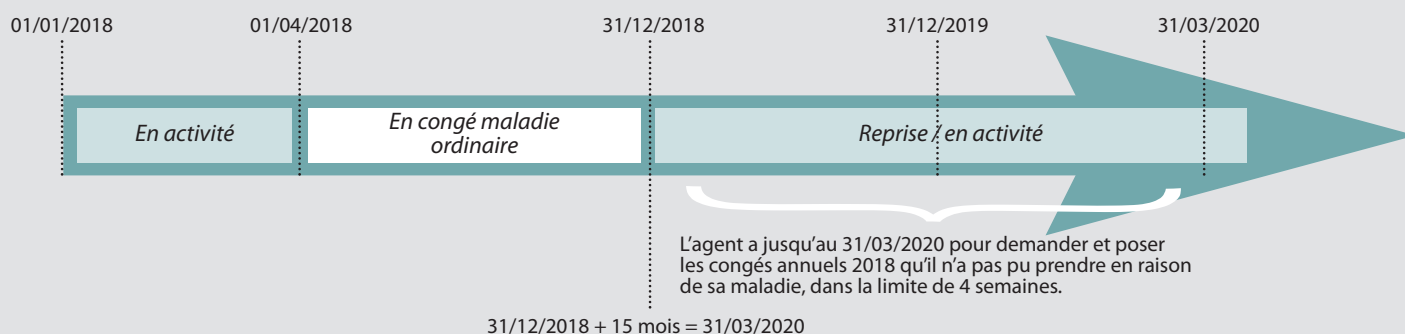 01/01/2018 01/04/2018 31/12/2018 31/12/2019 31/03/2020
En activité
En congé maladie
ordinaire
Reprise / en activité
L'agent a jusqu'au 31/03/2020 pour demander et poser
les congés annuels 2018 qu'il n'a pas pu prendre en raison
de sa maladie, dans la limite de 4 semaines.
31/12/2018 + 15 mois = 31/03/2020